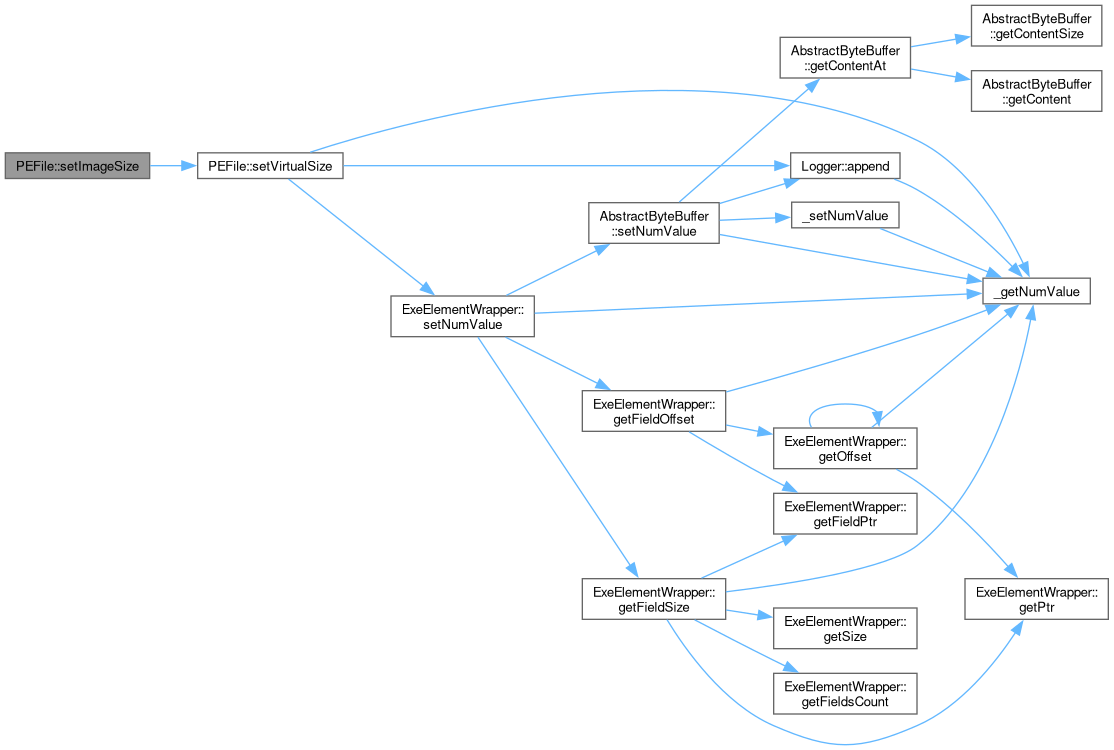 AbstractByteBuffer
::getContentSize
AbstractByteBuffer
::getContentAt
AbstractByteBuffer
::getContent
PEFile::setImageSize
PEFile::setVirtualSize
Logger::append
AbstractByteBuffer
::setNumValue
_setNumValue
_getNumValue
ExeElementWrapper::
setNumValue
ExeElementWrapper::
getFieldOffset
ExeElementWrapper::
getOffset
ExeElementWrapper::
getFieldPtr
ExeElementWrapper::
getFieldSize
ExeElementWrapper::
getPtr
ExeElementWrapper::
getSize
ExeElementWrapper::
getFieldsCount